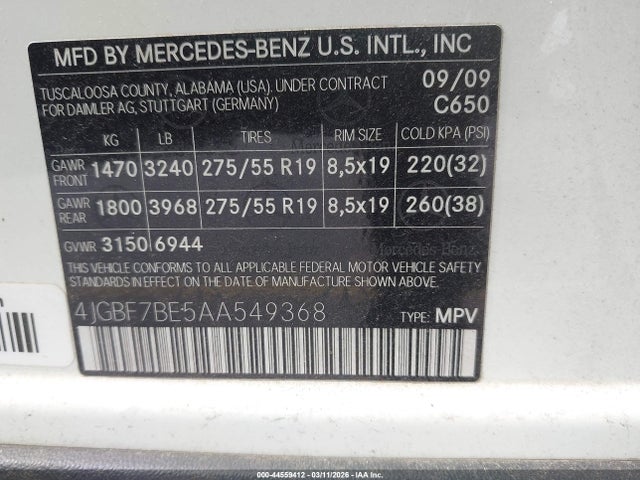 MFD BY MERCEDES-BENZ U.S. INTL., INC
TUSCALOOSA COUNTY, ALABAMA (USA). UNDER CONTRACT 09/09
FOR DAIMLER AG, STUTTGART (GERMANY) C650
KG LB TIRES RIM SIZE COLD KPA (PSI)
GAWR FRONT 1470 3240 275/55 R19 8,5x19 220(32)
GAWR REAR 1800 3968 275/55 R19 8,5x19 260(38)
GVWR 3150 6944
Mercedes-Benz
THIS VEHICLE CONFORMS TO ALL APPLICABLE FEDERAL MOTOR VEHICLE SAFETY
STANDARDS IN EFFECT ON THE DATE OF MANUFACTURE SHOWN ABOVE.
4JGBF7BE5AA549368 TYPE: MPV
000-44559412 - 03/11/2026 - IAAI.COM